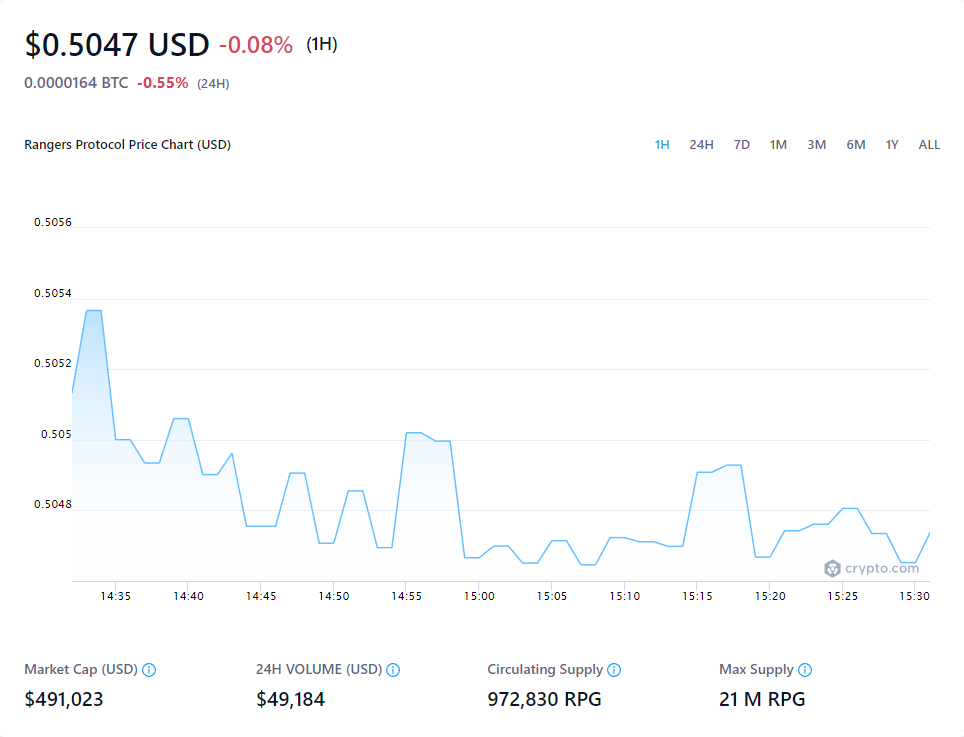 $0.5047 USD -0.08% (1H)
0.0000164 BTC -0.55% (24H)
Rangers Protocol Price Chart (USD) 1H 24H 7D 1M 3M 6M 1Y ALL
0.5056
0.5054
0.5052
0.505
0.5048
crypto.com
14:35 14:40 14:45 14:50 14:55 15:00 15:05 15:10 15:15 15:20 15:25 15:30
Market Cap (USD) 24H VOLUME (USD) Circulating Supply Max Supply
$491,023 $49,184 972,830 RPG 21 M RPG